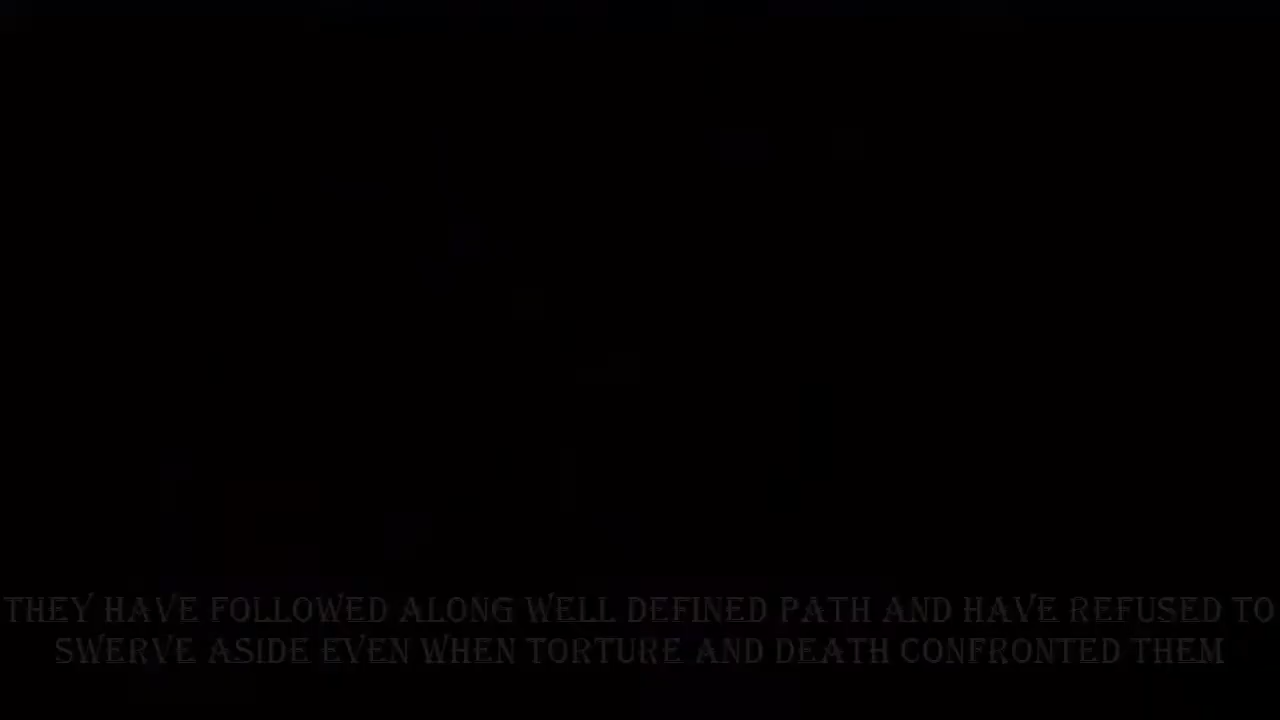 THEY HAVE FOLLOWED ALONG WELL DEFINED PATH AND HAVE REFUSED TO
SWERVE ASIDE EVEN WHEN TORTURE AND DEATH CONFRONTED THEM